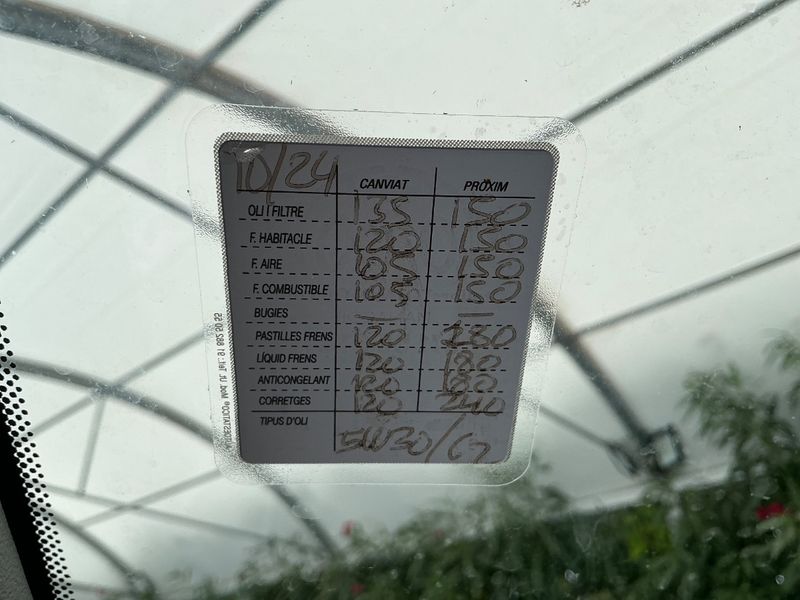 10/24 CANVIAT PRÒXIM
OLI I FILTRE 135 150
F. HABITACLE 120 150
F. AIRE 105 150
F. COMBUSTIBLE 105 150
BUGIES — —
PASTILLES FRENS 120 180
LÍQUID FRENS 120 180
ANTICONGELANT 120 180
CORRETGES 120 240
TIPUS D'OLI 5W30/C2